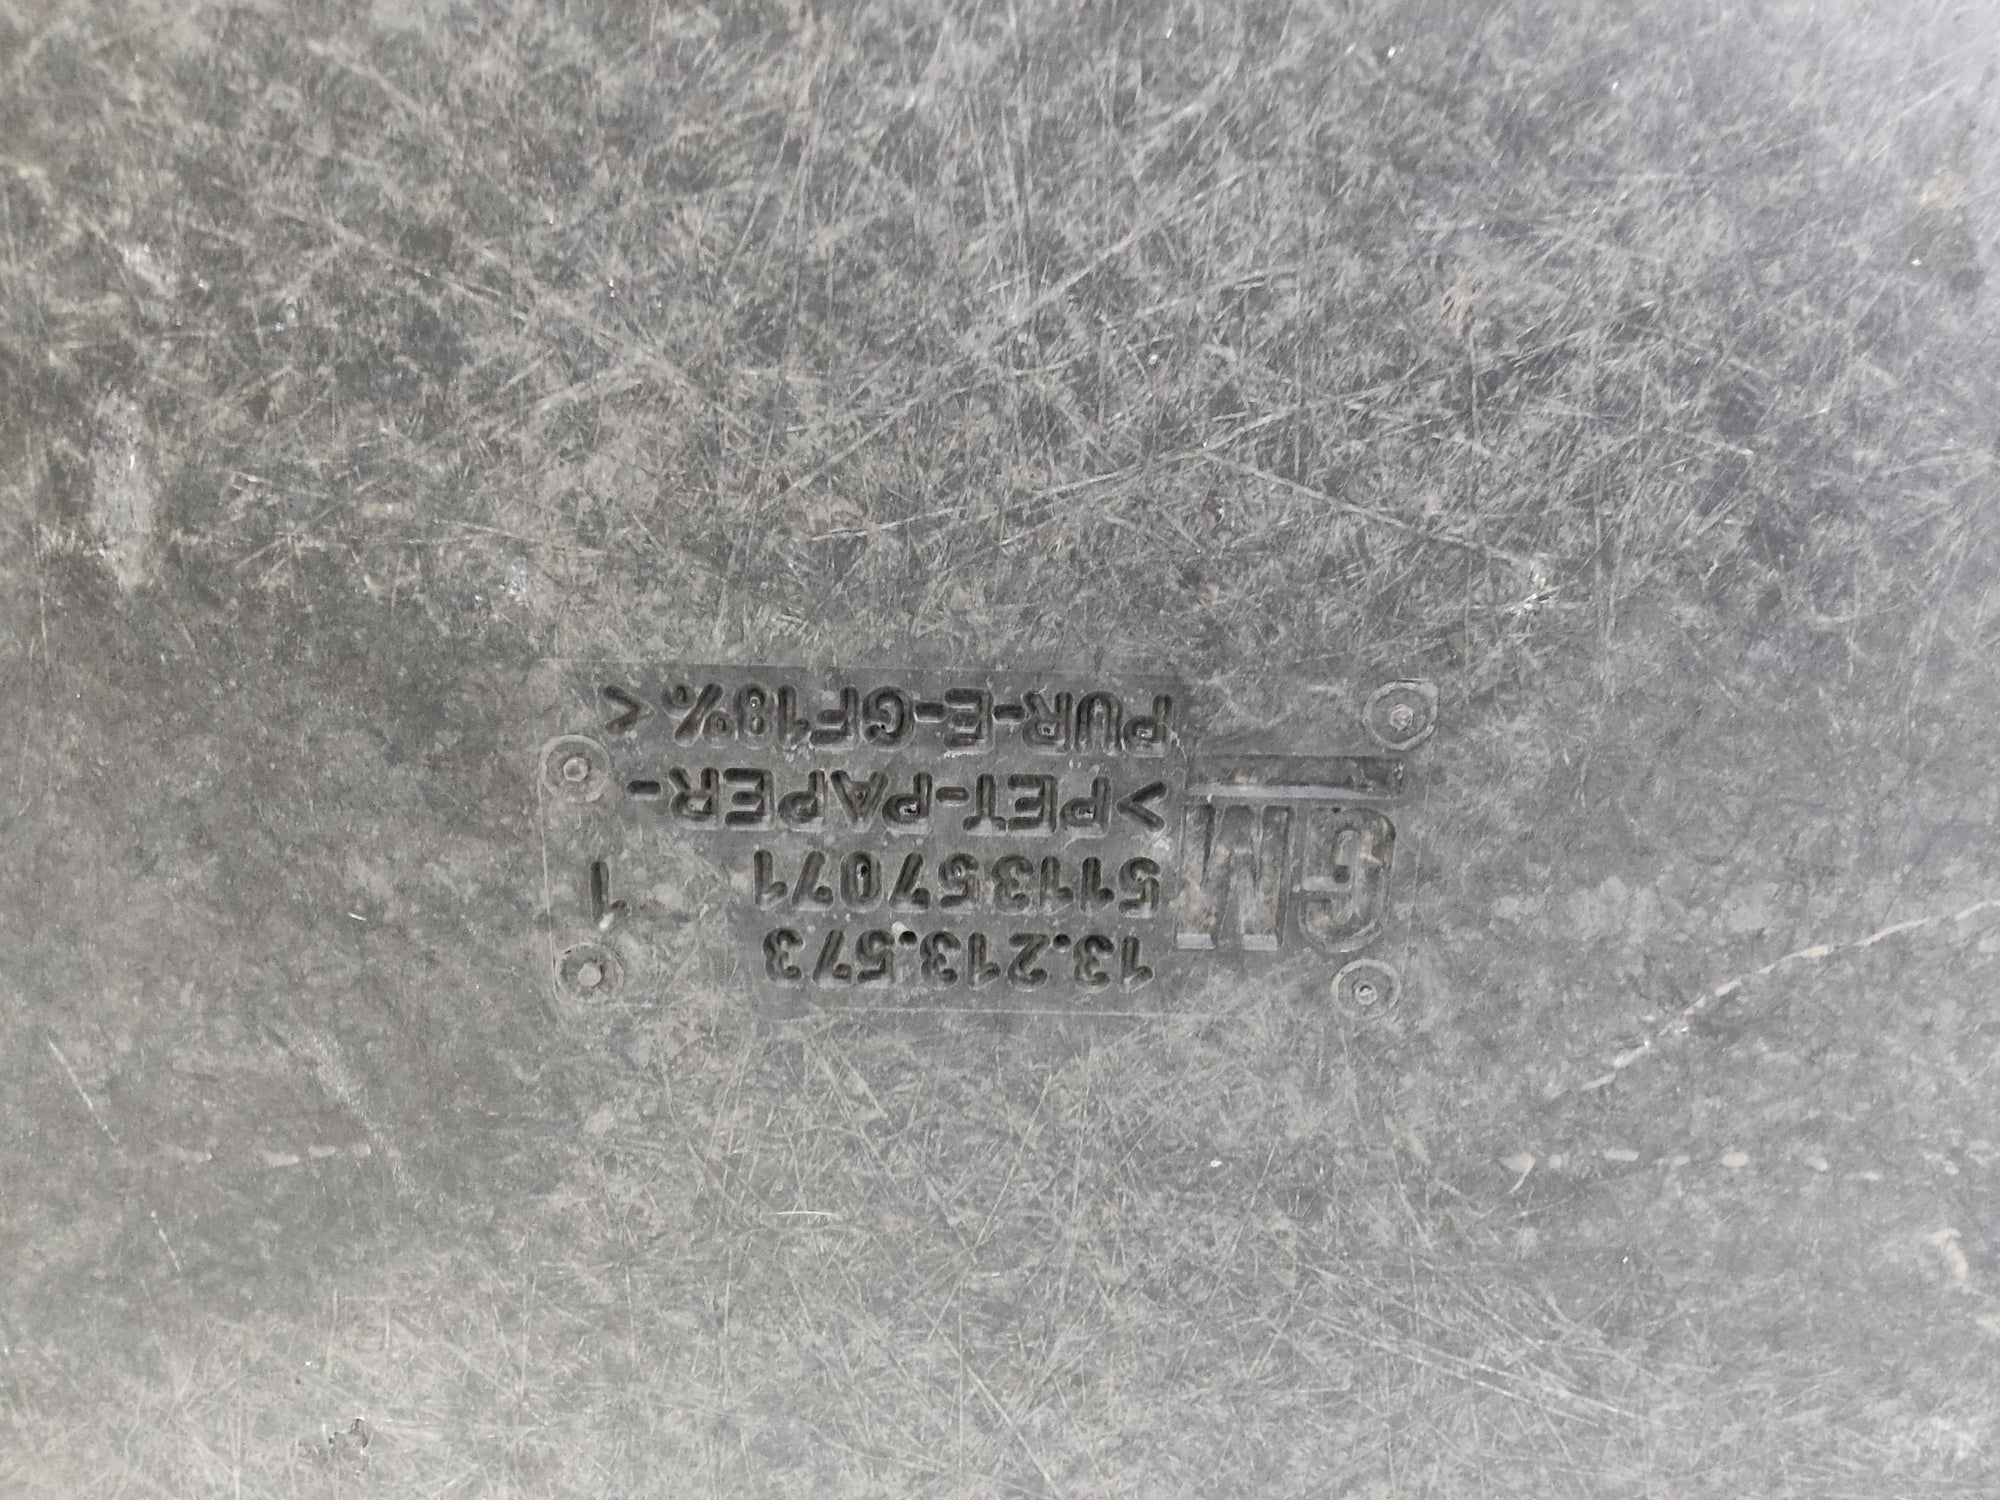 GM
13.213.573
511357071 1
>PET-PAPER-
PUR-E-GF18%<